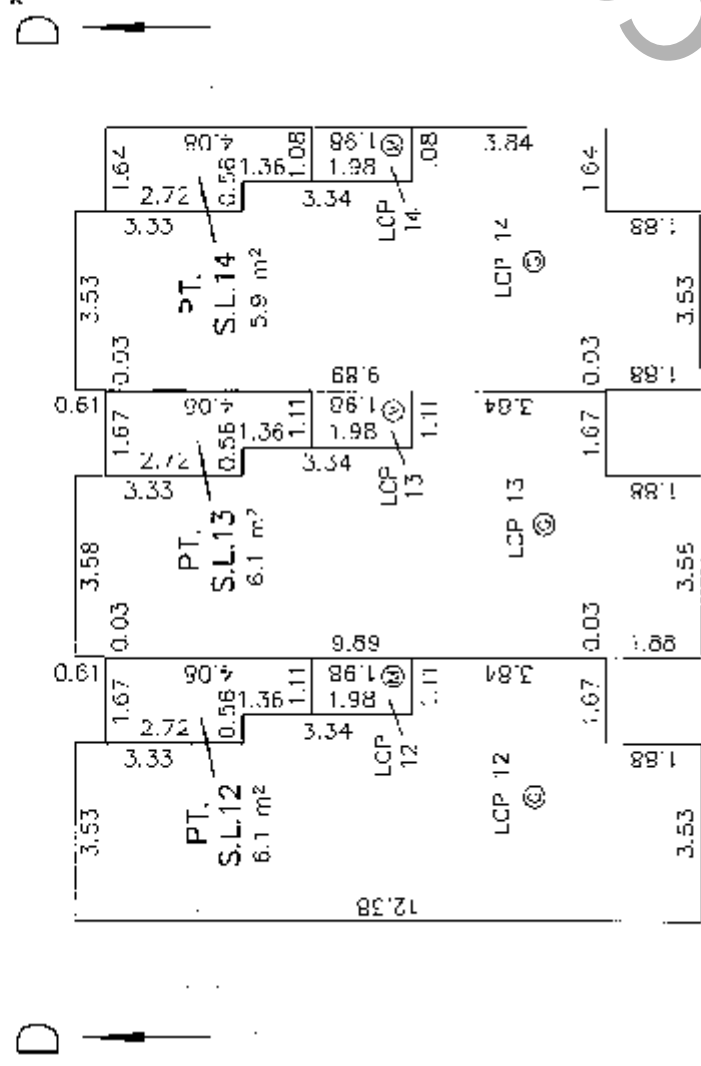 D
1.64
4.08
0.56
1.36
1.08
1.98
1.98 M
.08
3.84
1.64
2.72
3.34
LCP
14
3.33
1.88
3.53
PT.
S.L.14
5.9 m²
LCP 14
G
3.53
0.03
9.89
0.03
1.88
0.61
1.67
4.08
0.56
1.36
1.11
1.98
1.98
1.11
3.84
1.67
2.72
3.34
LCP
13
3.33
1.88
3.58
PT.
S.L.13
6.1 m²
LCP 13
G
0.03
9.89
0.03
1.88
0.61
1.67
4.08
0.56
1.36
1.11
1.98
1.98 M
1.11
3.84
1.67
2.72
3.34
LCP
12
3.33
1.88
3.53
PT.
S.L.12
6.1 m²
LCP 12
G
3.53
12.38
D